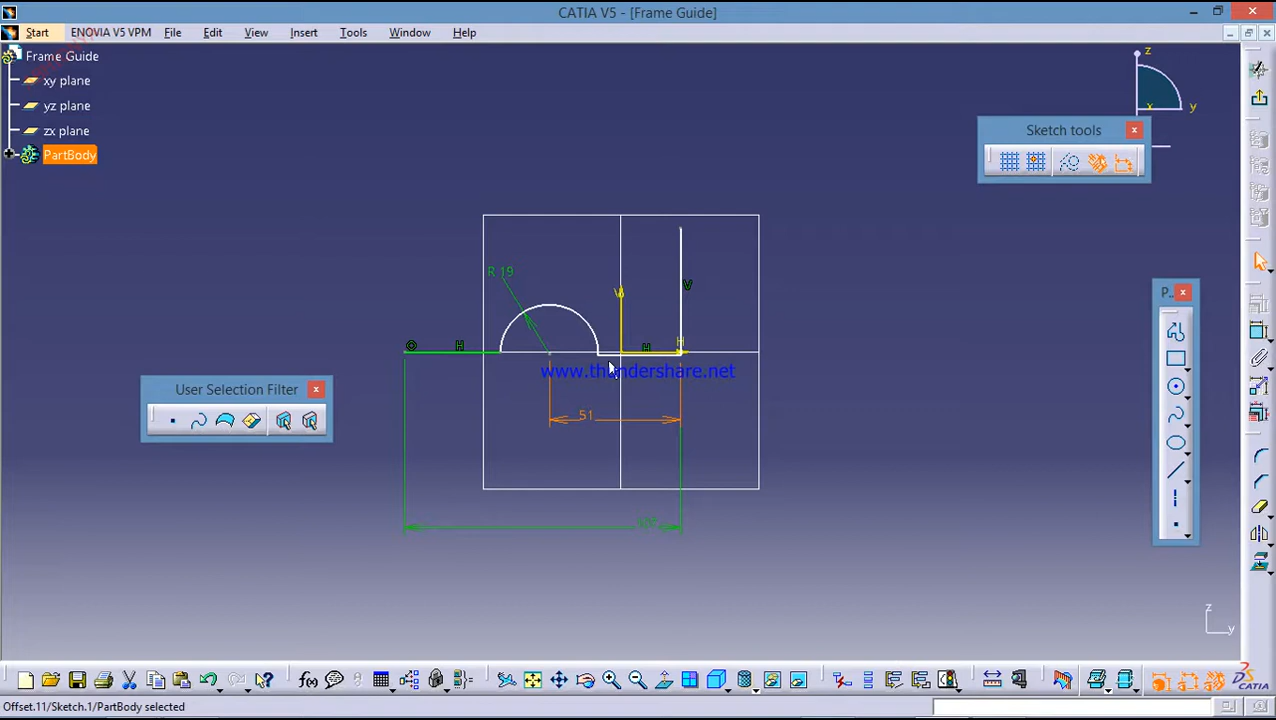 CATIA V5 - [Frame Guide]
Start ENOVIA V5 VPM File Edit View Insert Tools Window Help
Frame Guide
xy plane
yz plane
zx plane
PartBody
z
x y
Sketch tools
P..
R 19
V
V
H
H H
www.thundershare.net
User Selection Filter
51
z
y
f(x)
CATIA
Offset.11/Sketch.1/PartBody selected